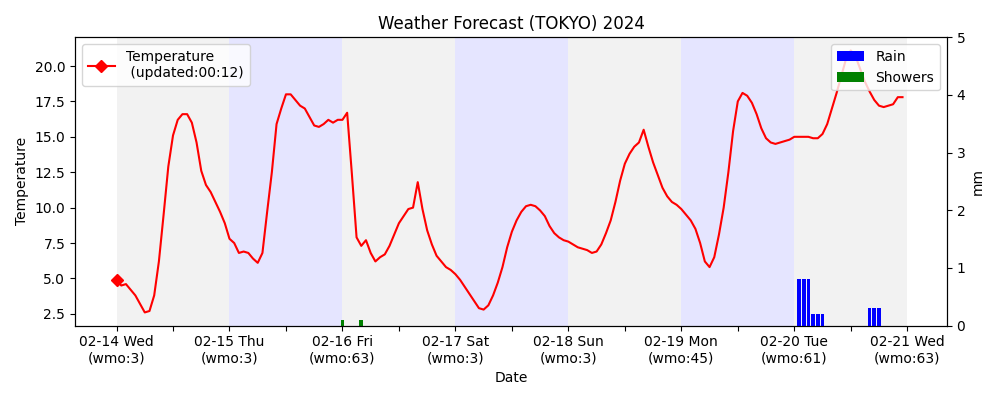 Weather Forecast (TOKYO) 2024
Temperature
(updated:00:12)
Rain
Showers
Temperature
20.0
17.5
15.0
12.5
10.0
7.5
5.0
2.5
5
4
3
2
1
0
mm
02-14 Wed
(wmo:3)
02-15 Thu
(wmo:3)
02-16 Fri
(wmo:63)
02-17 Sat
(wmo:3)
02-18 Sun
(wmo:3)
02-19 Mon
(wmo:45)
02-20 Tue
(wmo:61)
02-21 Wed
(wmo:63)
Date